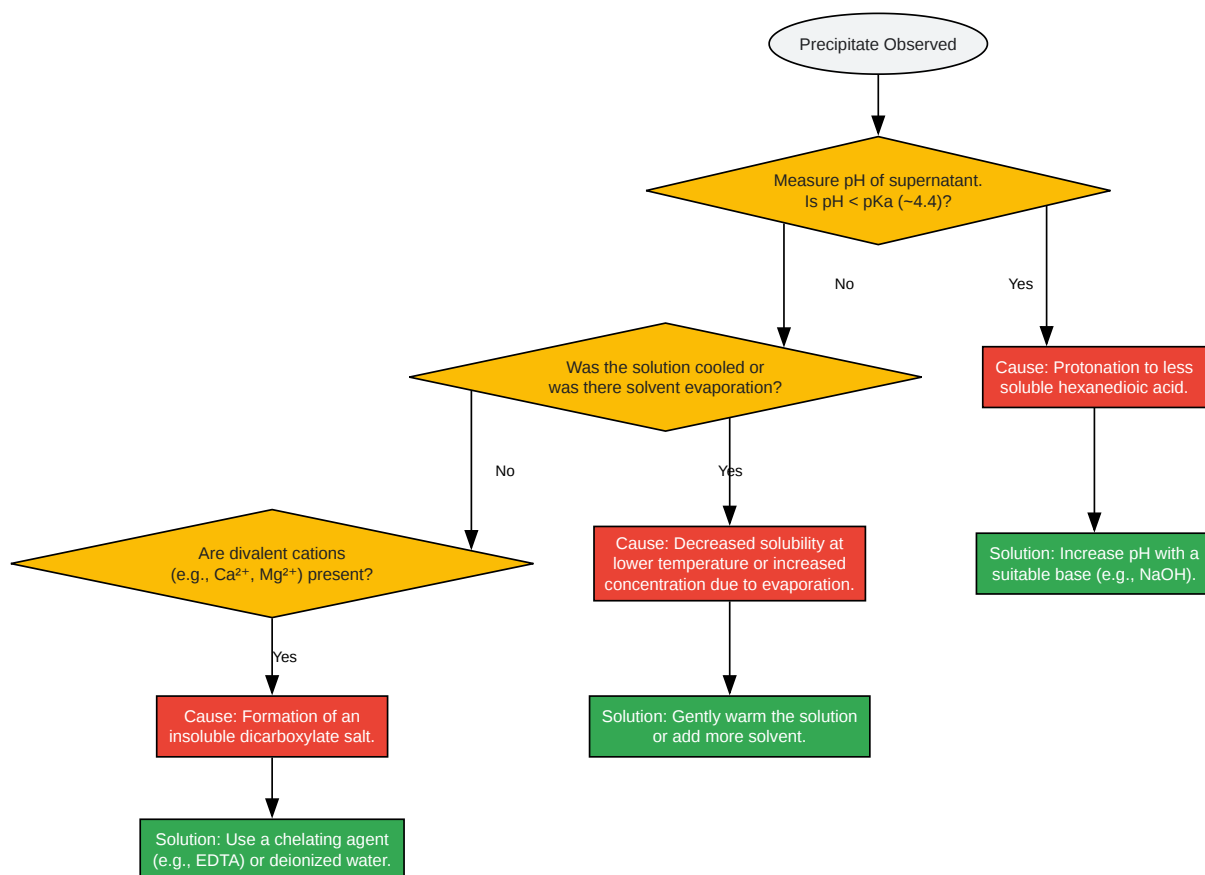 Precipitate Observed
Measure pH of supernatant.
Is pH < pKa (~4.4)?
No
Yes
Was the solution cooled or
was there solvent evaporation?
Cause: Protonation to less
soluble hexanedioic acid.
No
Yes
Are divalent cations
(e.g., Ca²⁺, Mg²⁺) present?
Cause: Decreased solubility at
lower temperature or increased
concentration due to evaporation.
Solution: Increase pH with a
suitable base (e.g., NaOH).
Yes
Cause: Formation of an
insoluble dicarboxylate salt.
Solution: Gently warm the solution
or add more solvent.
Solution: Use a chelating agent
(e.g., EDTA) or deionized water.